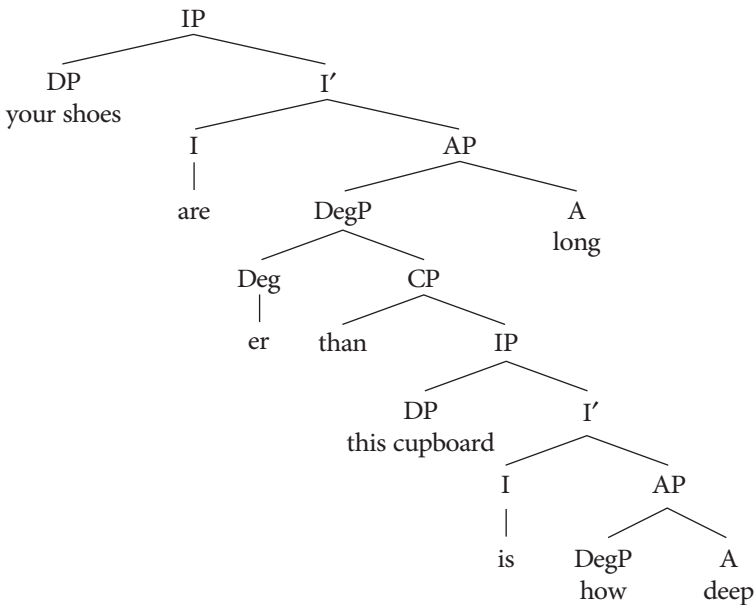 IP
DP I′
your shoes
I AP
are DegP A
long
Deg CP
er than IP
DP I′
this cupboard
I AP
is DegP A
how deep